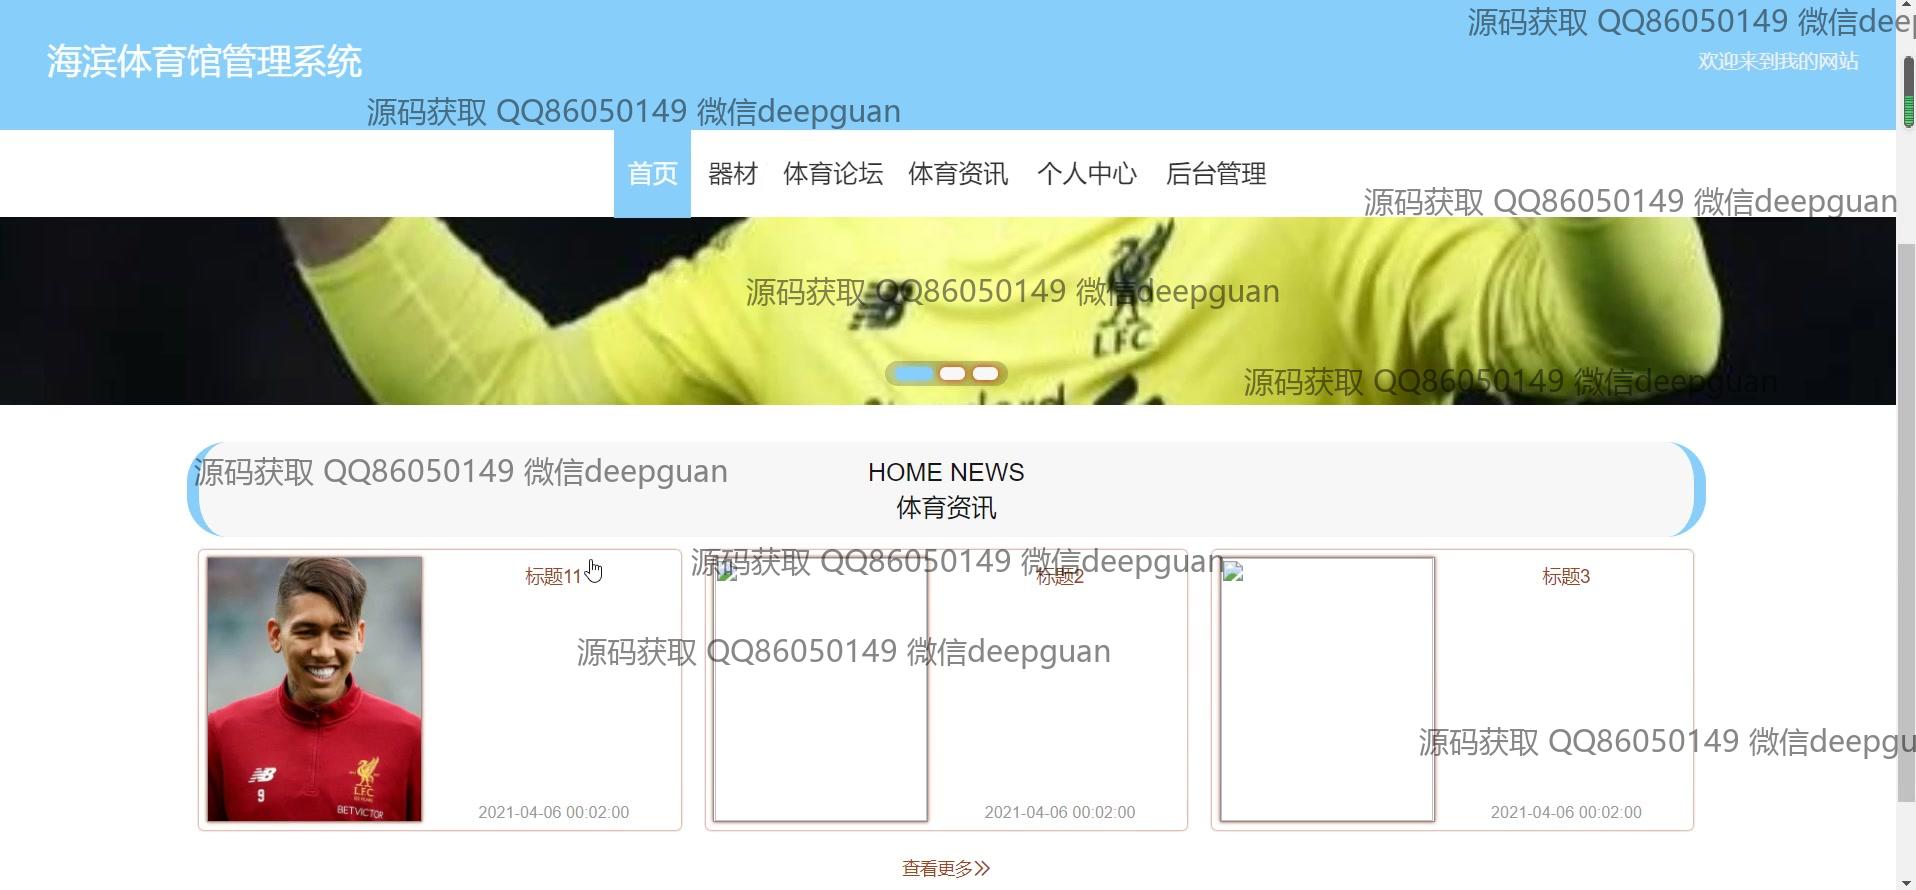 源码获取 QQ86050149 微信deep
海滨体育馆管理系统
欢迎来到我的网站
源码获取 QQ86050149 微信deepguan
首页 器材 体育论坛 体育资讯 个人中心 后台管理
源码获取 QQ86050149 微信deepguan
源码获取 QQ86050149 微信deepguan
LFC
源码获取 QQ86050149 微信deepguan
源码获取 QQ86050149 微信deepguan
HOME NEWS
体育资讯
源码获取 QQ86050149 微信deepguan
标题11
标题2
标题3
源码获取 QQ86050149 微信deepguan
源码获取 QQ86050149 微信deepgu
NB
9
LFC
BETVICTOR
2021-04-06 00:02:00
2021-04-06 00:02:00
2021-04-06 00:02:00
查看更多